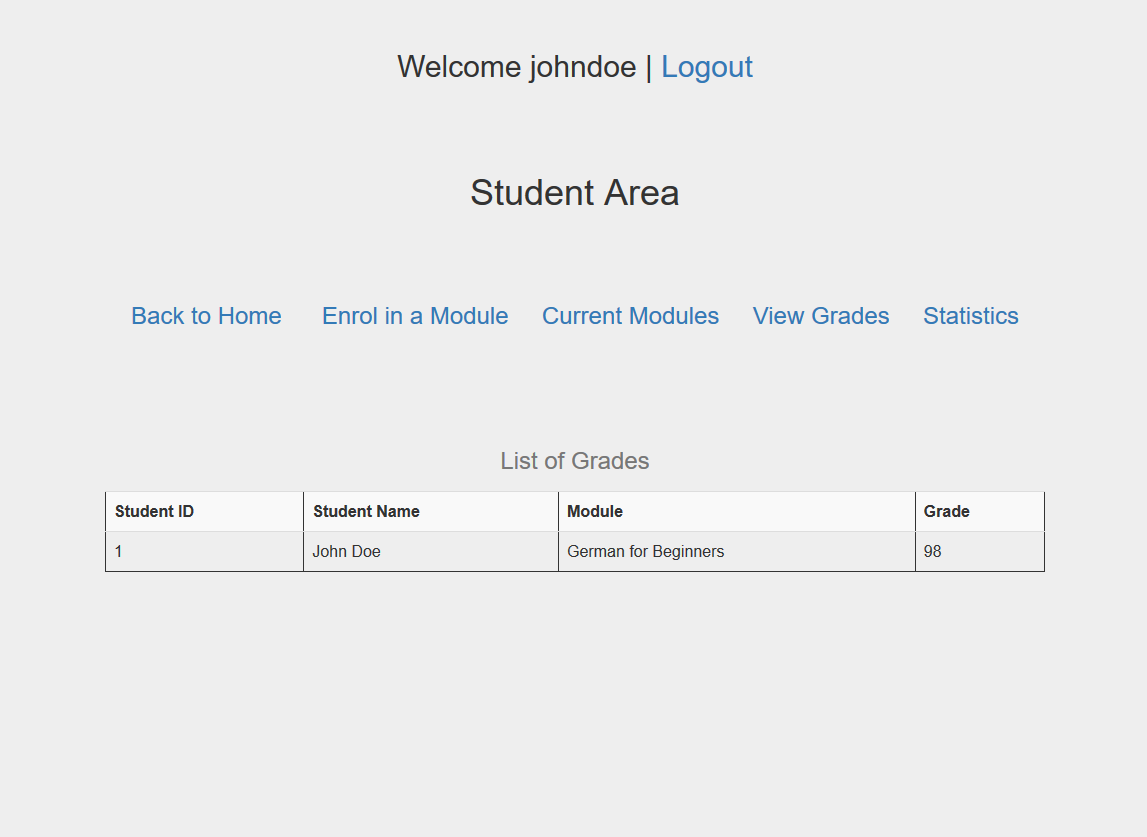 Welcome johndoe | Logout
Student Area
Back to Home Enrol in a Module Current Modules View Grades Statistics
List of Grades
Student ID Student Name Module Grade
1 John Doe German for Beginners 98